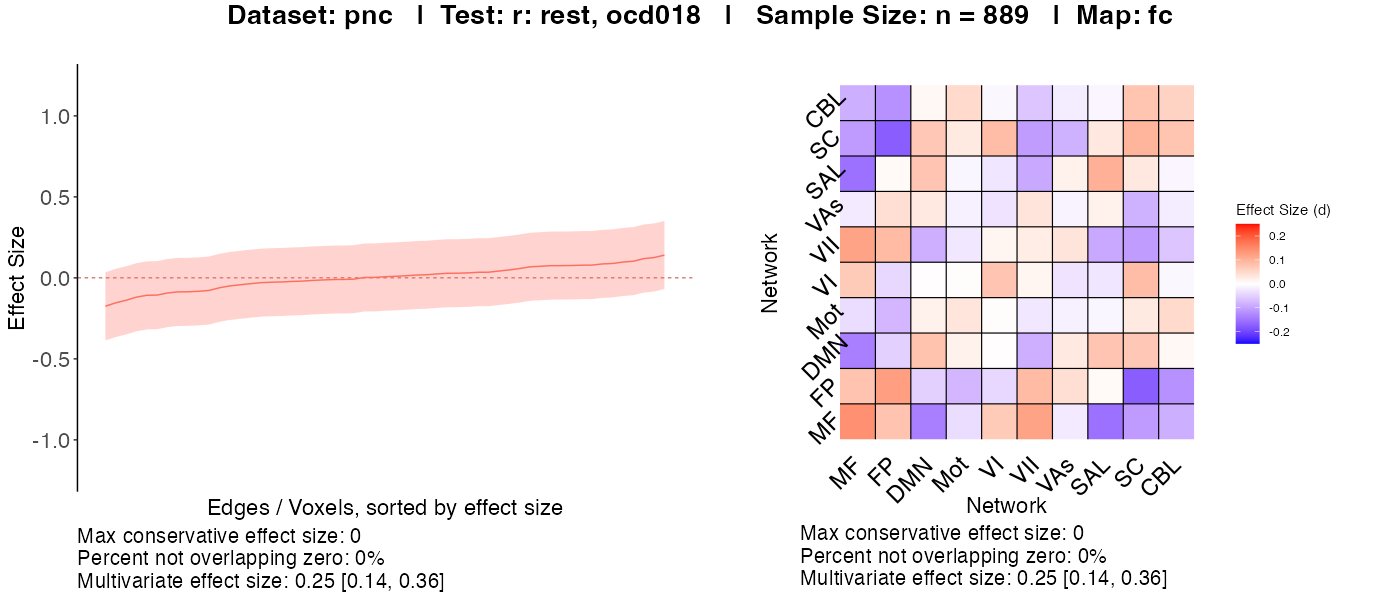 Dataset: pnc | Test: r: rest, ocd018 | Sample Size: n = 889 | Map: fc
Effect Size
1.0
0.5
0.0
-0.5
-1.0
Edges / Voxels, sorted by effect size
Max conservative effect size: 0
Percent not overlapping zero: 0%
Multivariate effect size: 0.25 [0.14, 0.36]
Network
CBL
SC
SAL
VAs
VII
VI
Mot
DMN
FP
MF
MF FP DMN Mot VI VII VAs SAL SC CBL
Network
Max conservative effect size: 0
Percent not overlapping zero: 0%
Multivariate effect size: 0.25 [0.14, 0.36]
Effect Size (d)
0.2
0.1
0.0
-0.1
-0.2